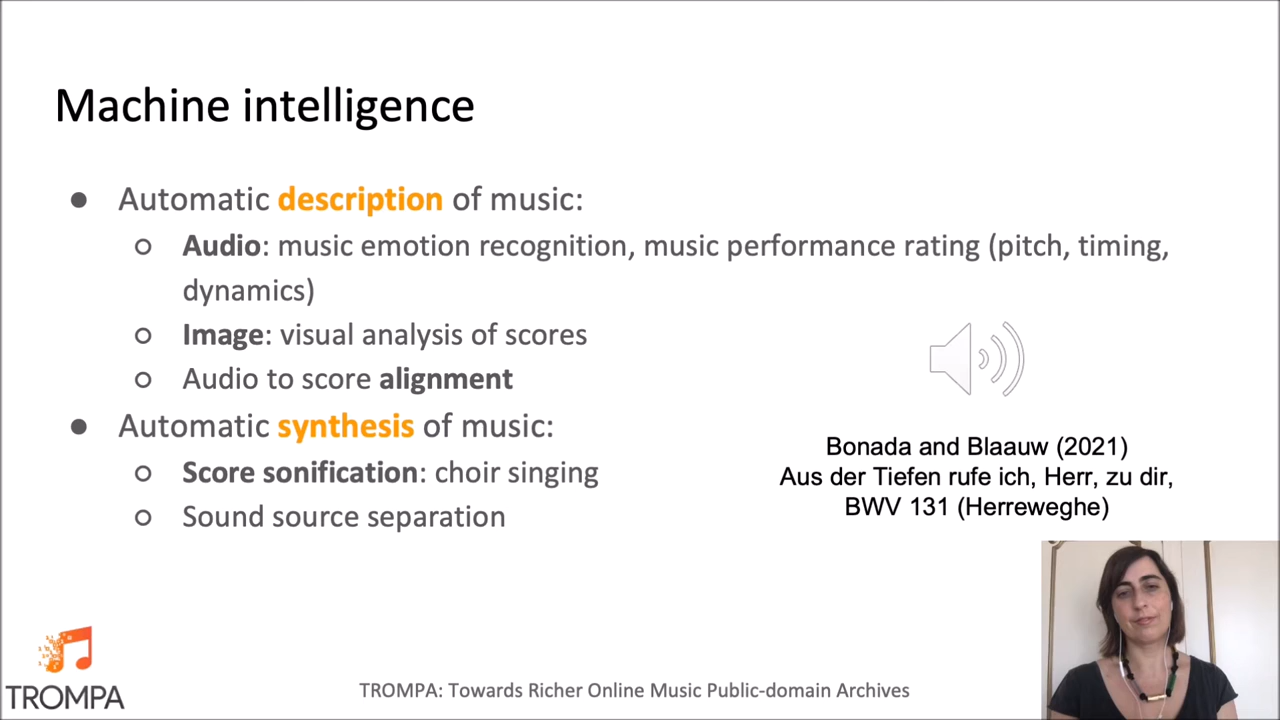 Machine intelligence
● Automatic description of music:
○ Audio: music emotion recognition, music performance rating (pitch, timing,
dynamics)
○ Image: visual analysis of scores
○ Audio to score alignment
● Automatic synthesis of music:
○ Score sonification: choir singing
○ Sound source separation
Bonada and Blaauw (2021)
Aus der Tiefen rufe ich, Herr, zu dir,
BWV 131 (Herreweghe)
TROMPA
TROMPA: Towards Richer Online Music Public-domain Archives